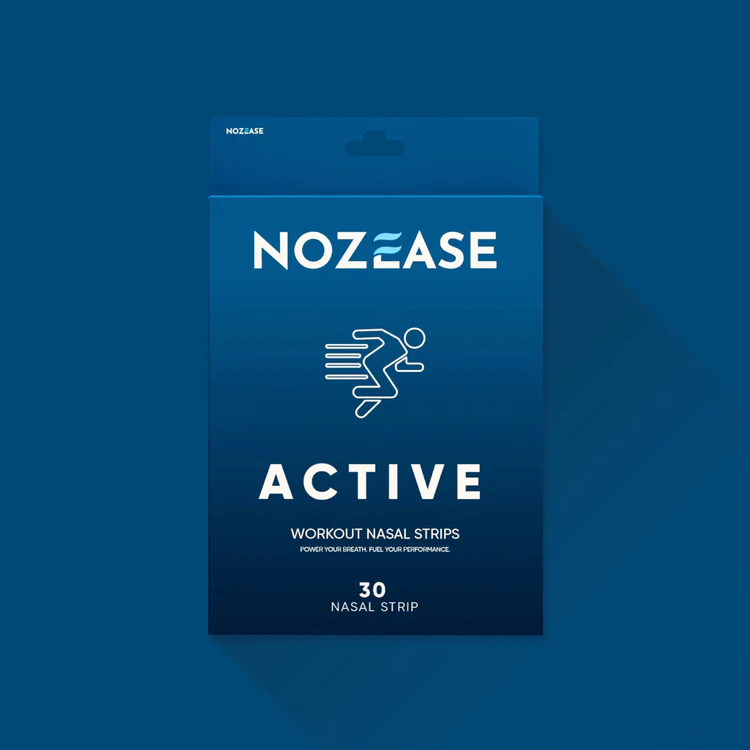 NOZEASE
NOZEASE
ACTIVE
WORKOUT NASAL STRIPS
POWER YOUR BREATH. FUEL YOUR PERFORMANCE.
30
NASAL STRIP